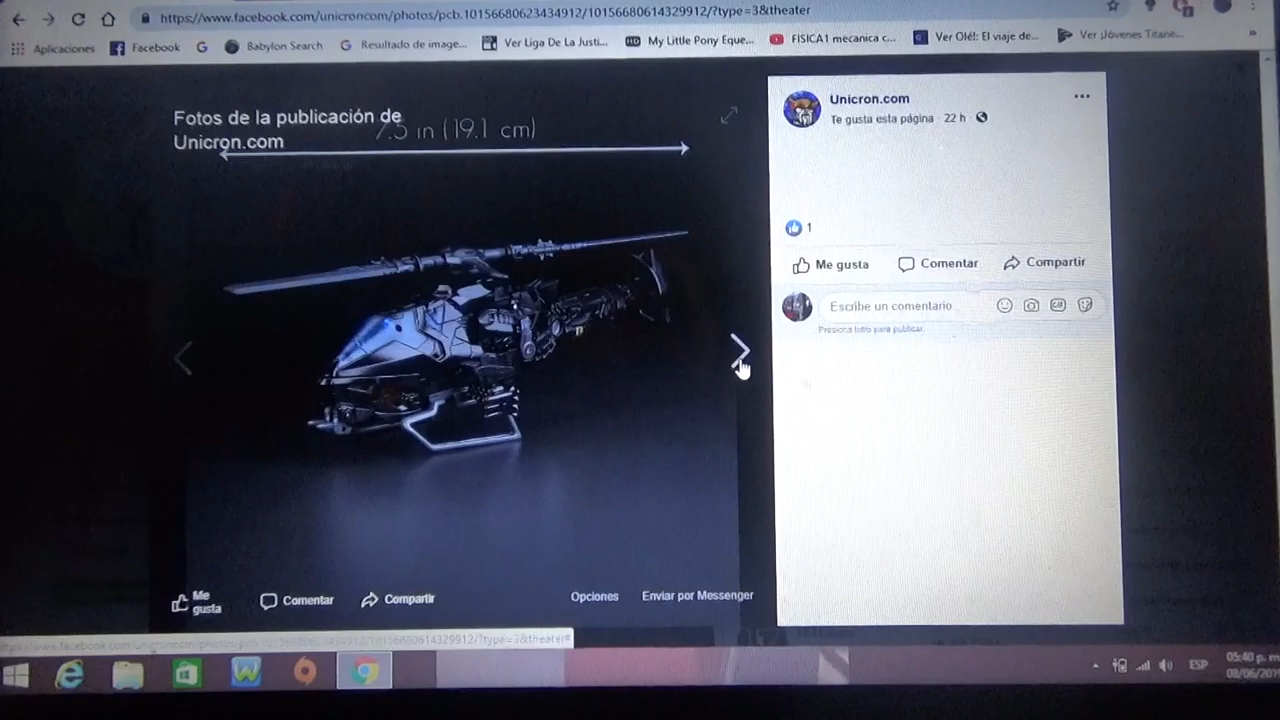 https://www.facebook.com/unicroncom/photos/pcb.10156680623434912/10156680614329912/?type=3&theater
Aplicaciones Facebook Babylon Search Resultado de image... Ver Liga De La Justi... My Little Pony Eque... FISICA1 mecanica c... Ver Olé!: El viaje de... Ver ¡Jóvenes Titane...
Fotos de la publicación de
Unicron.com
7.5 in (19.1 cm)
Unicron.com
Te gusta esta página · 22 h
1
Me gusta Comentar Compartir
Escribe un comentario
Presiona Intro para publicar.
Me
gusta
Comentar Compartir Opciones Enviar por Messenger
ESP
05:40 p.